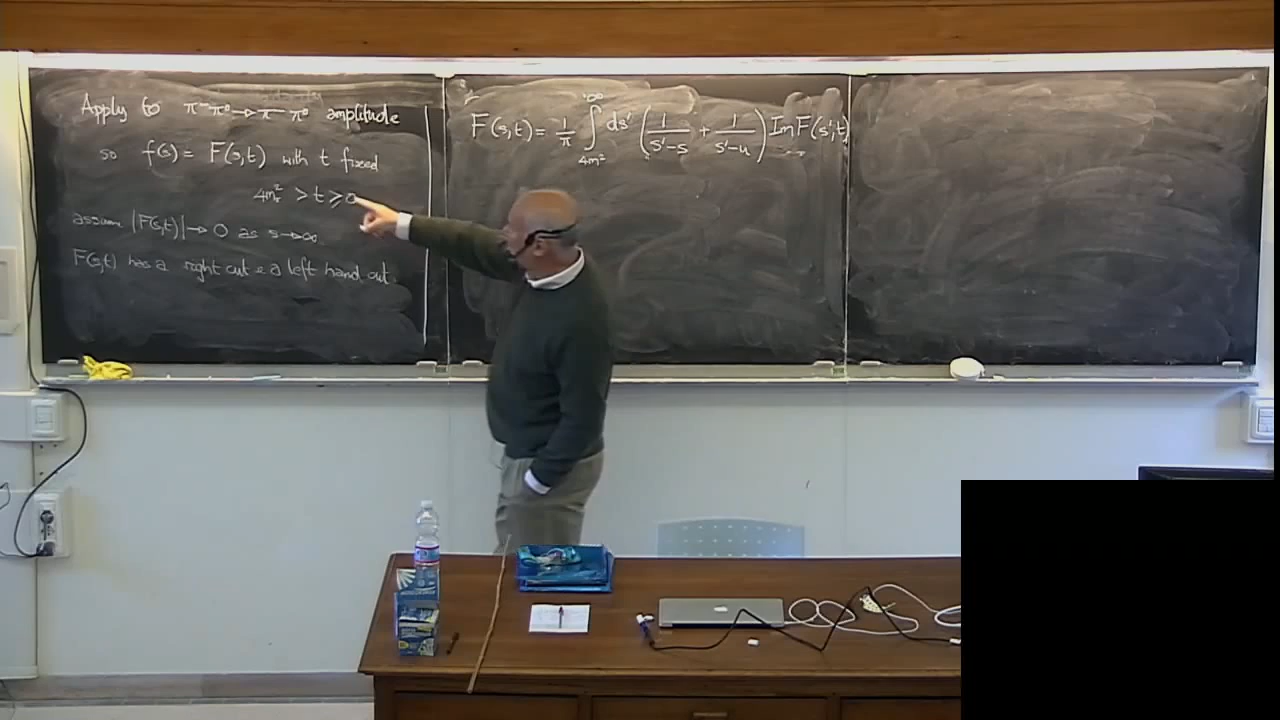 Apply to π⁻π⁰→π⁻π⁰ amplitude
so f(s) = F(s,t) with t fixed
4m²π > t ⩾ 0
assume |F(s,t)| → 0 as s→∞
F(s,t) has a right cut e a left hand cut.
F(s,t) = 1/π ∫_{4m²}^{∞} ds' (1/(s'-s) + 1/(s'-u)) Im F(s',t)